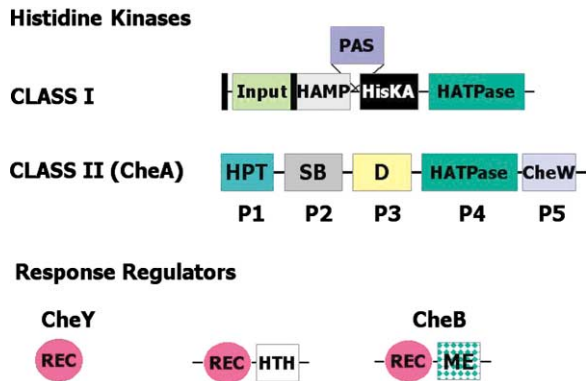 Histidine Kinases
PAS
CLASS I
Input HAMP HisKA HATPase
CLASS II (CheA)
HPT SB D HATPase CheW
P1 P2 P3 P4 P5
Response Regulators
CheY CheB
REC REC HTH REC ME